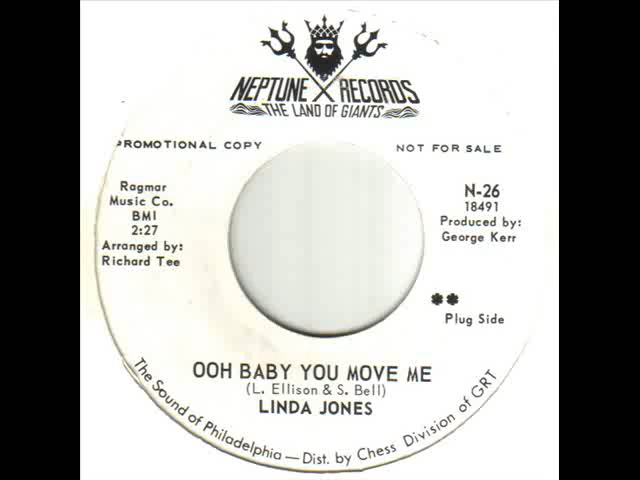 NEPTUNE RECORDS
THE LAND OF GIANTS
PROMOTIONAL COPY
NOT FOR SALE
Ragmar
Music Co.
BMI
2:27
Arranged by:
Richard Tee
N-26
18491
Produced by:
George Kerr
**
Plug Side
OOH BABY YOU MOVE ME
(L. Ellison & S. Bell)
LINDA JONES
The Sound of Philadelphia — Dist. by Chess Division of GRT